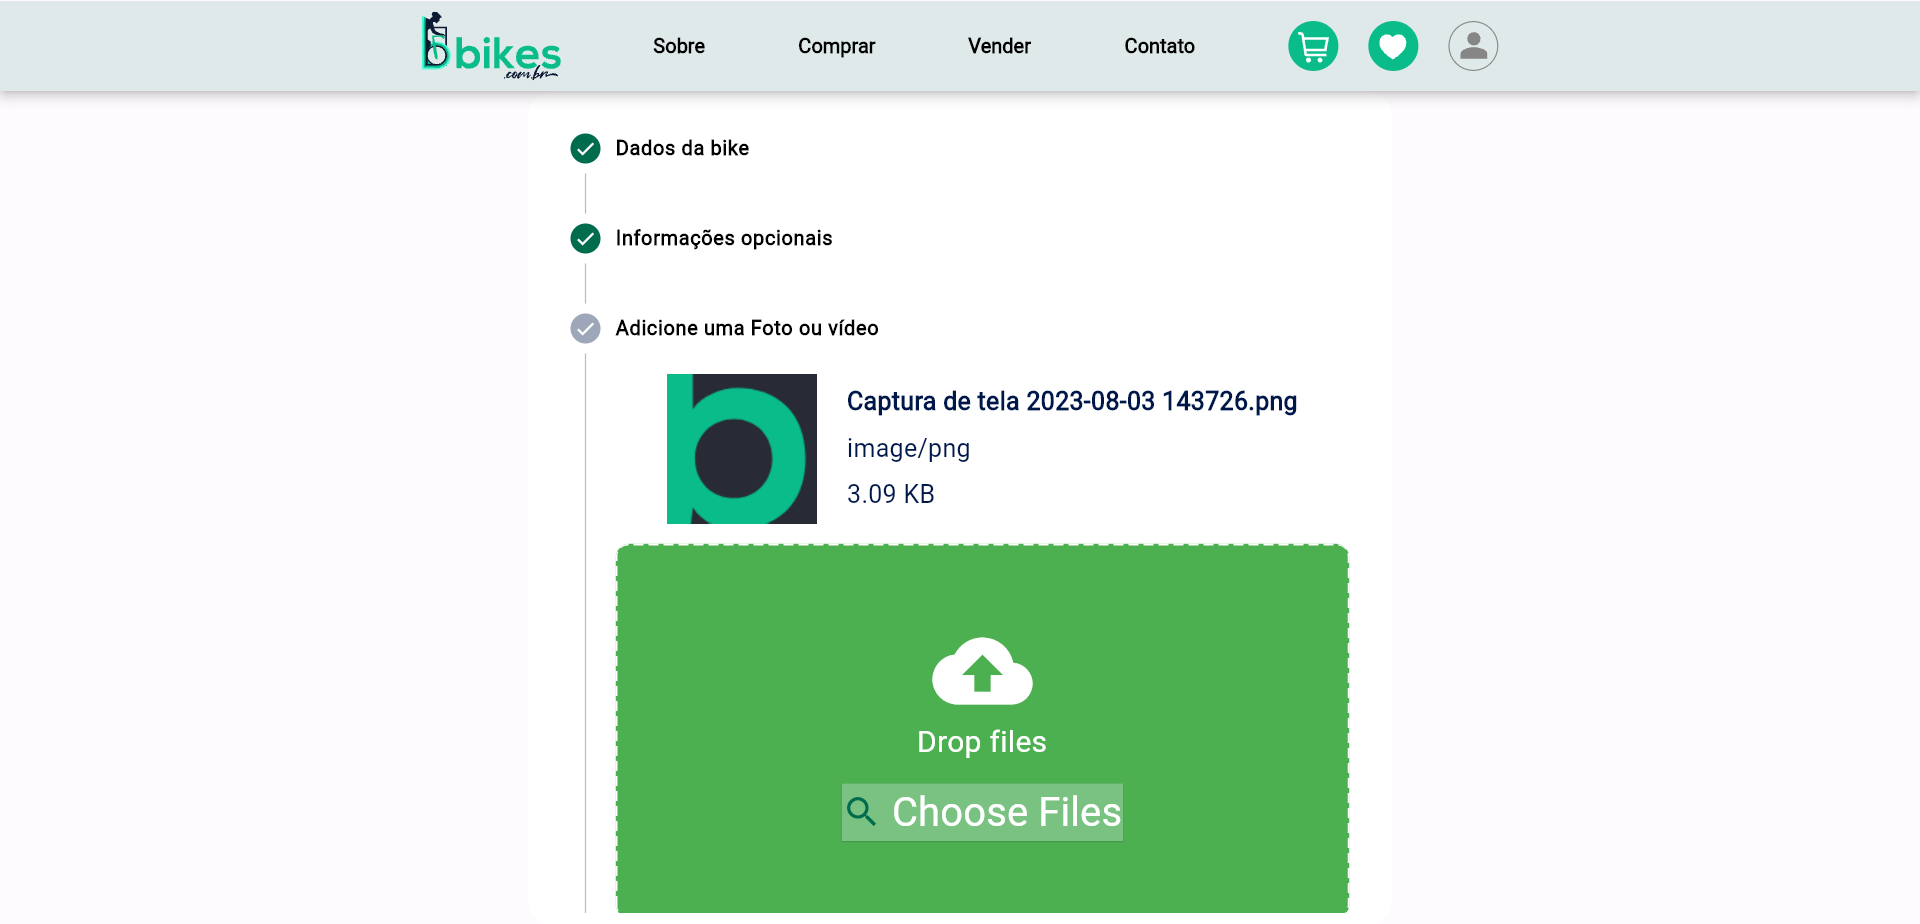 bikes
.com.br
Sobre
Comprar
Vender
Contato
Dados da bike
Informações opcionais
Adicione uma Foto ou vídeo
b
Captura de tela 2023-08-03 143726.png
image/png
3.09 KB
Drop files
Choose Files